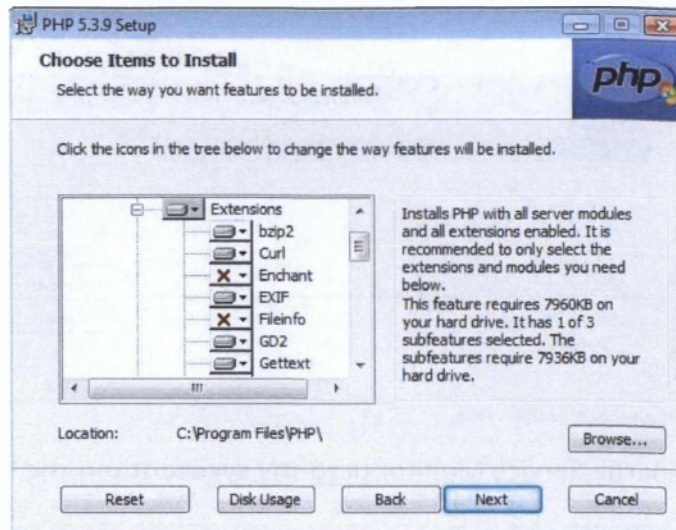 PHP 5.3.9 Setup
Choose Items to Install
Select the way you want features to be installed.
php
Click the icons in the tree below to change the way features will be installed.
Extensions
bzip2
Curl
Enchant
EXIF
Fileinfo
GD2
Gettext
Installs PHP with all server modules
and all extensions enabled. It is
recommended to only select the
extensions and modules you need
below.
This feature requires 7960KB on
your hard drive. It has 1 of 3
subfeatures selected. The
subfeatures require 7936KB on your
hard drive.
Location: C:\Program Files\PHP\
Browse...
Reset Disk Usage Back Next Cancel